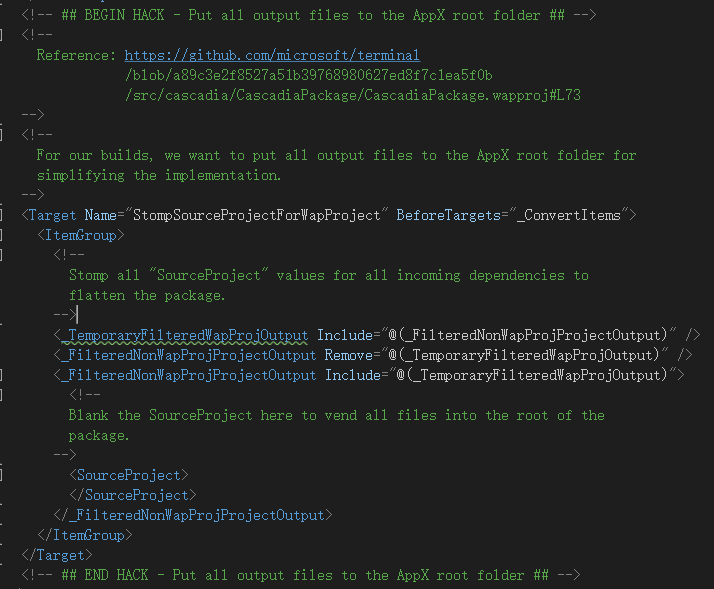 <!-- ## BEGIN HACK - Put all output files to the AppX root folder ## -->
<!--
Reference: https://github.com/microsoft/terminal
/blob/a89c3e2f8527a51b39768980627ed8f7c1ea5f0b
/src/cascadia/CascadiaPackage/CascadiaPackage.wapproj#L73
-->
<!--
For our builds, we want to put all output files to the AppX root folder for
simplifying the implementation.
-->
<Target Name="StompSourceProjectForWapProject" BeforeTargets="_ConvertItems">
<ItemGroup>
<!--
Stomp all "SourceProject" values for all incoming dependencies to
flatten the package.
-->
<_TemporaryFilteredWapProjOutput Include="@(_FilteredNonWapProjProjectOutput)" />
<_FilteredNonWapProjProjectOutput Remove="@(_TemporaryFilteredWapProjOutput)" />
<_FilteredNonWapProjProjectOutput Include="@(_TemporaryFilteredWapProjOutput)">
<!--
Blank the SourceProject here to vend all files into the root of the
package.
-->
<SourceProject>
</SourceProject>
</_FilteredNonWapProjProjectOutput>
</ItemGroup>
</Target>
<!-- ## END HACK - Put all output files to the AppX root folder ## -->